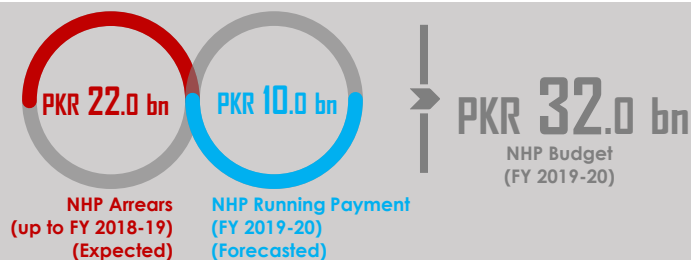 PKR 22.0 bn
PKR 10.0 bn
PKR 32.0 bn
NHP Budget
(FY 2019-20)
NHP Arrears
(up to FY 2018-19)
(Expected)
NHP Running Payment
(FY 2019-20)
(Forecasted)